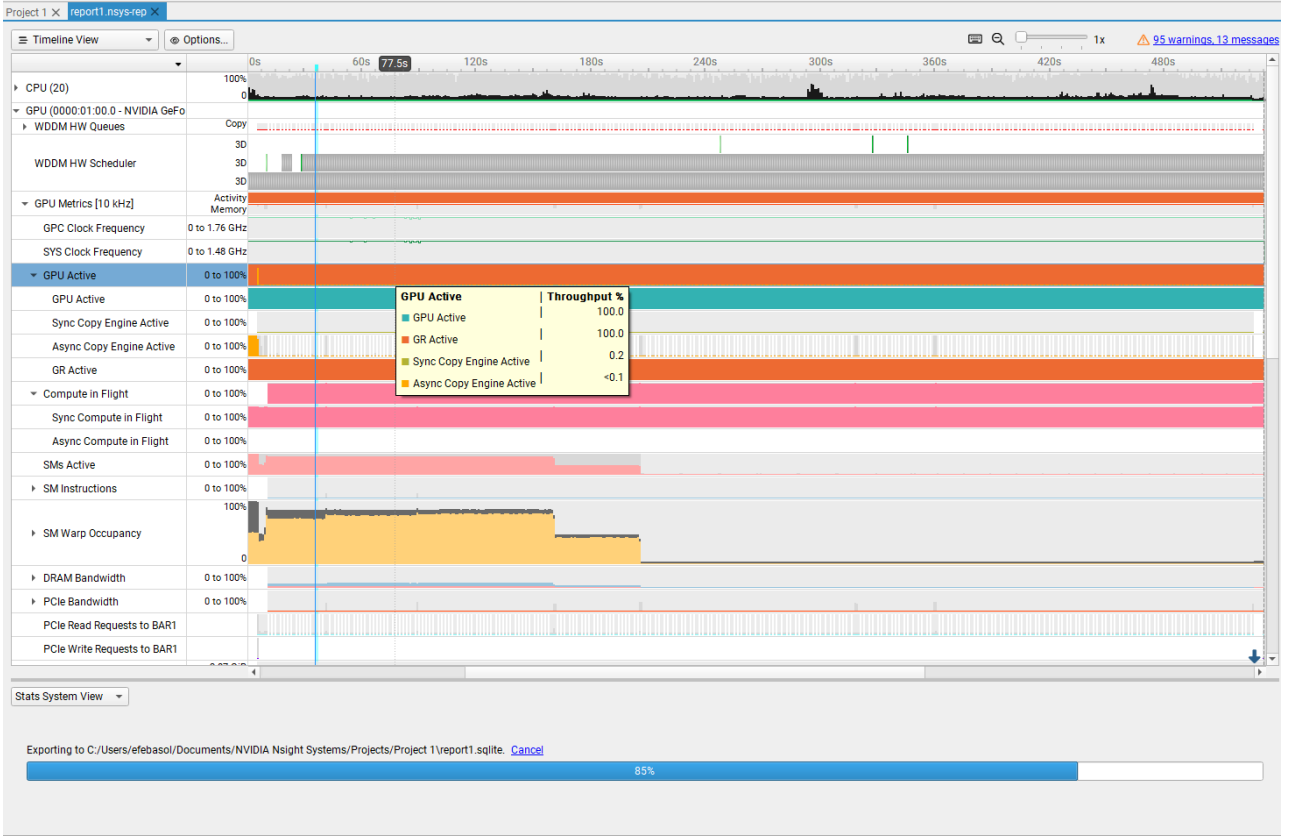 Project 1 ✕ report1.nsys-rep ✕
Timeline View Options... 1x 95 warnings, 13 messages
0s 60s 77.5s 120s 180s 240s 300s 360s 420s 480s
CPU (20) 100% 0
GPU (0000:01:00.0 - NVIDIA GeFo
WDDM HW Queues Copy
3D
WDDM HW Scheduler 3D
3D
GPU Metrics [10 kHz] Activity
Memory
GPC Clock Frequency 0 to 1.76 GHz
SYS Clock Frequency 0 to 1.48 GHz
GPU Active 0 to 100%
GPU Active 0 to 100%
Sync Copy Engine Active 0 to 100%
Async Copy Engine Active 0 to 100%
GR Active 0 to 100%
GPU Active Throughput %
GPU Active 100.0
GR Active 100.0
Sync Copy Engine Active 0.2
Async Copy Engine Active <0.1
Compute in Flight 0 to 100%
Sync Compute in Flight 0 to 100%
Async Compute in Flight 0 to 100%
SMs Active 0 to 100%
SM Instructions 0 to 100%
SM Warp Occupancy 100% 0
DRAM Bandwidth 0 to 100%
PCIe Bandwidth 0 to 100%
PCIe Read Requests to BAR1
PCIe Write Requests to BAR1
Stats System View
Exporting to C:/Users/efebasol/Documents/NVIDIA Nsight Systems/Projects/Project 1\report1.sqlite. Cancel
85%